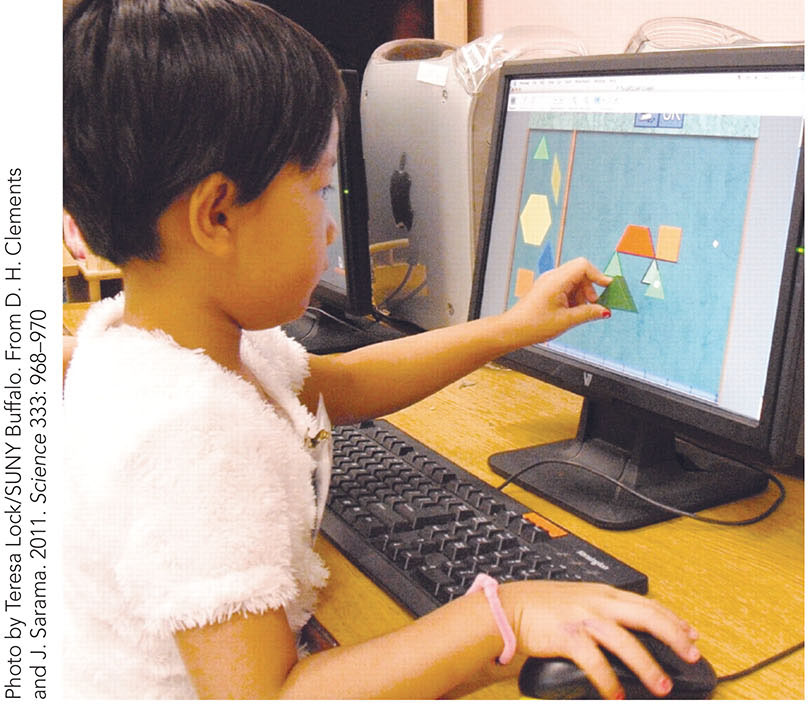 Photo by Teresa Lock/SUNY Buffalo. From D. H. Clements
and J. Sarama. 2011. Science 333: 968–970